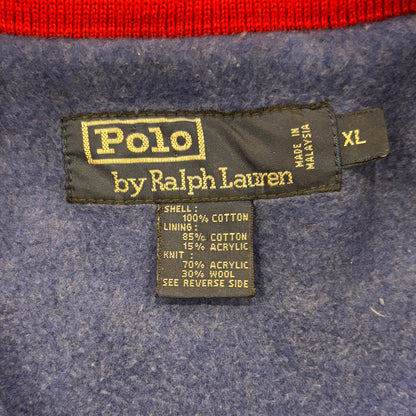 Polo
by Ralph Lauren
MADE IN
MALAYSIA
XL
SHELL:
100% COTTON
LINING:
85% COTTON
15% ACRYLIC
KNIT:
70% ACRYLIC
30% WOOL
SEE REVERSE SIDE